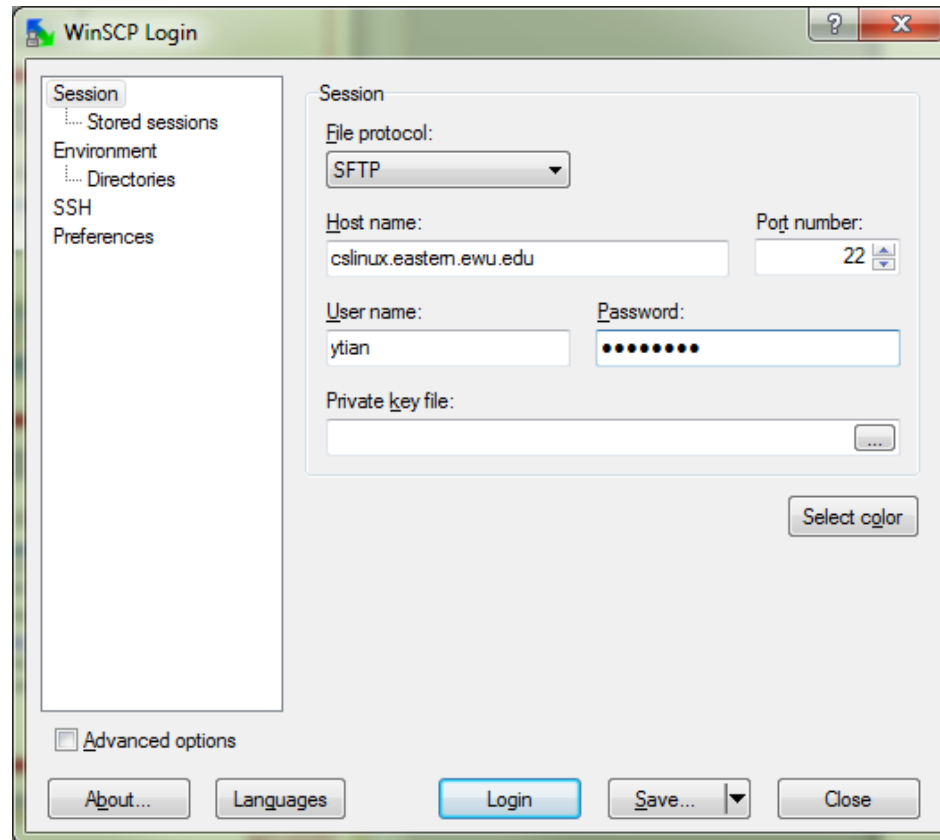 WinSCP Login
Session
Stored sessions
Environment
Directories
SSH
Preferences
Session
File protocol:
SFTP
Host name: Port number:
cslinux.eastern.ewu.edu 22
User name: Password:
ytian ●●●●●●●●
Private key file:
...
Select color
Advanced options
About... Languages Login Save... Close